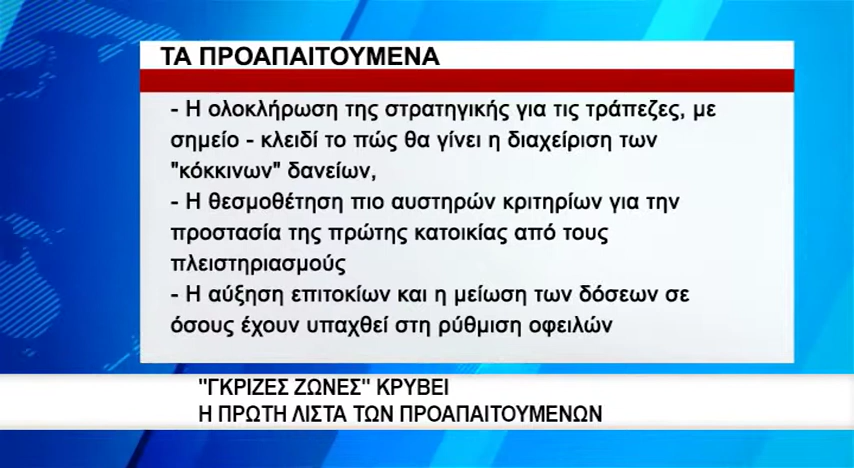 ΤΑ ΠΡΟΑΠΑΙΤΟΥΜΕΝΑ
- Η ολοκλήρωση της στρατηγικής για τις τράπεζες, με
σημείο - κλειδί το πώς θα γίνει η διαχείριση των
"κόκκινων" δανείων,
- Η θεσμοθέτηση πιο αυστηρών κριτηρίων για την
προστασία της πρώτης κατοικίας από τους
πλειστηριασμούς
- Η αύξηση επιτοκίων και η μείωση των δόσεων σε
όσους έχουν υπαχθεί στη ρύθμιση οφειλών
"ΓΚΡΙΖΕΣ ΖΩΝΕΣ" ΚΡΥΒΕΙ
Η ΠΡΩΤΗ ΛΙΣΤΑ ΤΩΝ ΠΡΟΑΠΑΙΤΟΥΜΕΝΩΝ